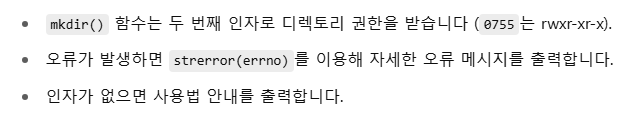 • mkdir() 함수는 두 번째 인자로 디렉토리 권한을 받습니다 ( 0755 는 rwxr-xr-x).
• 오류가 발생하면 strerror(errno) 를 이용해 자세한 오류 메시지를 출력합니다.
• 인자가 없으면 사용법 안내를 출력합니다.